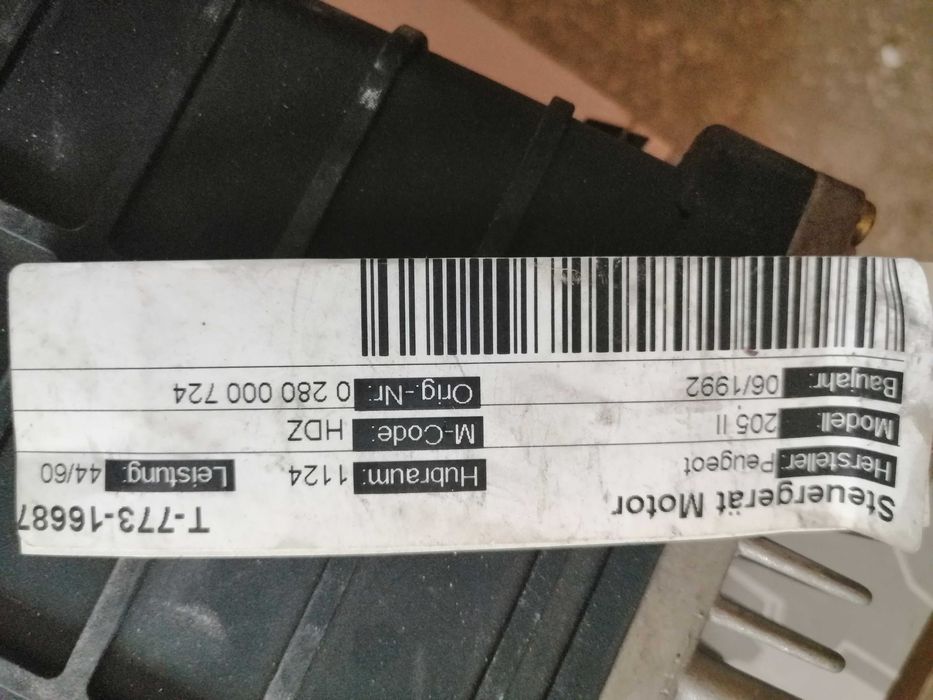 Steuergerät Motor T-773-16687
Hersteller: Peugeot Hubraum: 1124 Leistung: 44/60
Modell: 205 II M-Code: HDZ
Baujahr: 06/1992 Orig.-Nr. 0 280 000 724